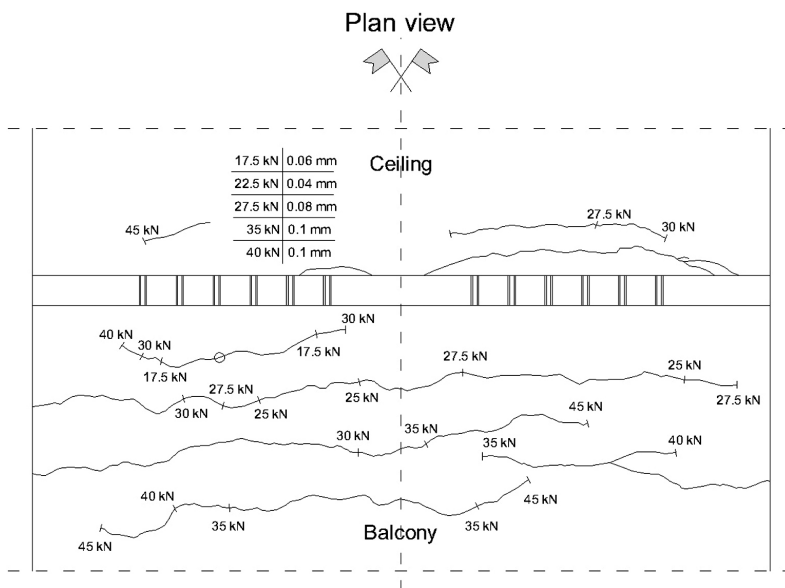 Plan view
17.5 kN 0.06 mm
Ceiling
22.5 kN 0.04 mm
27.5 kN 0.08 mm
35 kN 0.1 mm
40 kN 0.1 mm
45 kN
27.5 kN
30 kN
40 kN
30 kN
17.5 kN
17.5 kN
30 kN
30 kN
27.5 kN
25 kN
25 kN
27.5 kN
25 kN
27.5 kN
30 kN
35 kN
45 kN
35 kN
40 kN
45 kN
40 kN
35 kN
35 kN
45 kN
Balcony